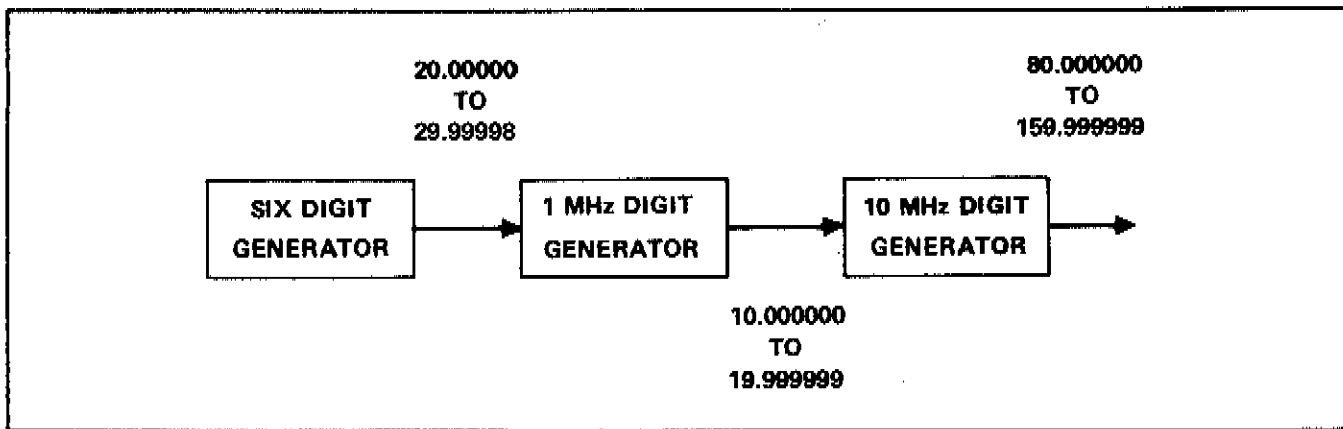 20.00000
TO
29.99998
80.000000
TO
159.999999
SIX DIGIT
GENERATOR
1 MHz DIGIT
GENERATOR
10 MHz DIGIT
GENERATOR
10.000000
TO
19.999999